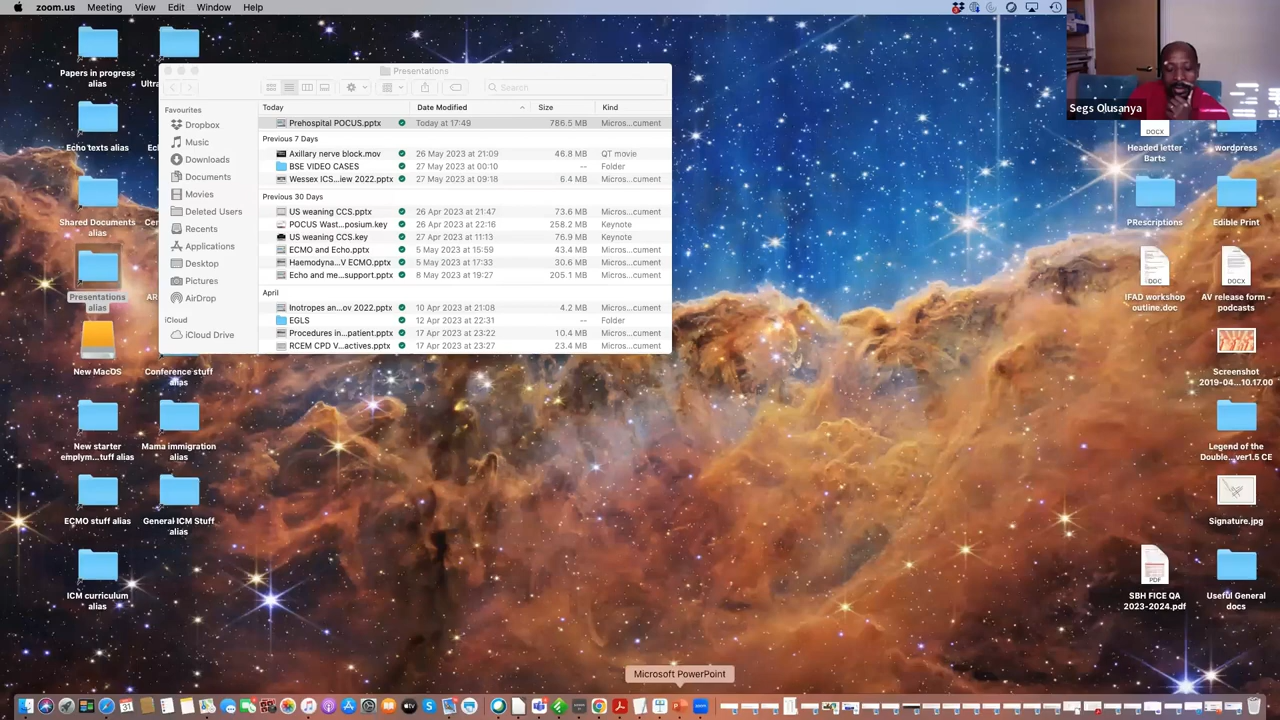 zoom.us Meeting View Edit Window Help
Segs Olusanya
Papers in progress
alias
Ultra
Echo texts alias
Ech
Shared Documents
alias
Cer
Presentations
alias
AR
New MacOS
Conference stuff
alias
New starter
emplym...tuff alias
Mama immigration
alias
ECMO stuff alias
General ICM Stuff
alias
ICM curriculum
alias
Presentations
Search
Favourites
Dropbox
Music
Downloads
Documents
Movies
Deleted Users
Recents
Applications
Desktop
Pictures
AirDrop
iCloud
iCloud Drive
Today Date Modified Size Kind
Prehospital POCUS.pptx Today at 17:49 786.5 MB Micros...cument
Previous 7 Days
Axillary nerve block.mov 26 May 2023 at 21:09 46.8 MB QT movie
BSE VIDEO CASES 27 May 2023 at 00:10 -- Folder
Wessex ICS...iew 2022.pptx 27 May 2023 at 09:18 6.4 MB Micros...cument
Previous 30 Days
US weaning CCS.pptx 26 Apr 2023 at 21:47 73.6 MB Micros...cument
POCUS Wast...posium.key 26 Apr 2023 at 22:16 258.2 MB Keynote
US weaning CCS.key 27 Apr 2023 at 11:13 76.9 MB Keynote
ECMO and Echo.pptx 5 May 2023 at 15:59 43.4 MB Micros...cument
Haemodyna...V ECMO.pptx 5 May 2023 at 17:33 30.6 MB Micros...cument
Echo and me...support.pptx 8 May 2023 at 19:27 205.1 MB Micros...cument
April
Inotropes an...ov 2022.pptx 10 Apr 2023 at 21:08 4.2 MB Micros...cument
EGLS 12 Apr 2023 at 22:31 -- Folder
Procedures in...patient.pptx 17 Apr 2023 at 23:22 10.4 MB Micros...cument
RCEM CPD V...actives.pptx 17 Apr 2023 at 23:27 23.4 MB Micros...cument
DOCX
Headed letter
Barts
wordpress
PRescriptions
Edible Print
DOC
IFAD workshop
outline.doc
DOC
AV release form -
podcasts
Screenshot
2019-04...10.17.00
Legend of the
Double...ver1.5 CE
Signature.jpg
PDF
SBH FICE QA
2023-2024.pdf
Useful General
docs
Microsoft PowerPoint